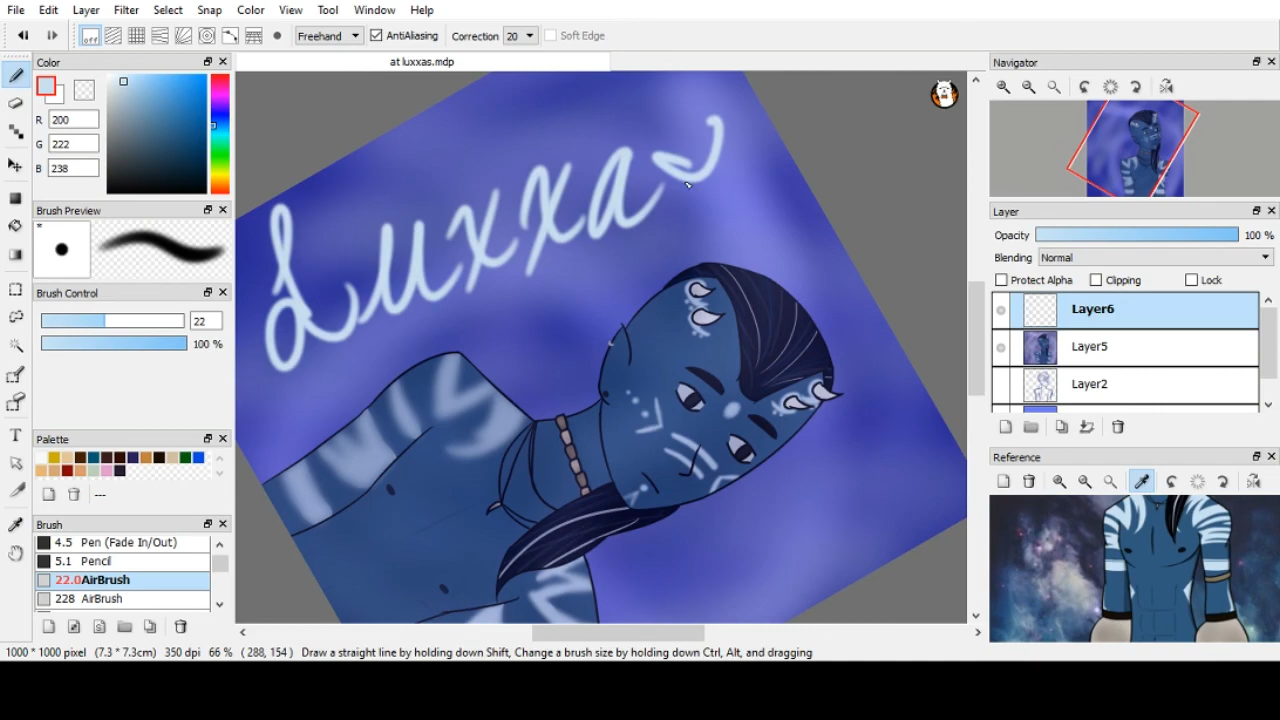 File Edit Layer Filter Select Snap Color View Tool Window Help
off Freehand AntiAliasing Correction 20 Soft Edge
Color
R 200
G 222
B 238
Brush Preview
*
Brush Control
22
100 %
Palette
---
Brush
4.5 Pen (Fade In/Out)
5.1 Pencil
22.0 AirBrush
228 AirBrush
at luxxas.mdp
Luxxas
Navigator
Layer
Opacity 100 %
Blending Normal
Protect Alpha Clipping Lock
Layer6
Layer5
Layer2
Reference
1000 * 1000 pixel (7.3 * 7.3cm) 350 dpi 66 % ( 288, 154 ) Draw a straight line by holding down Shift, Change a brush size by holding down Ctrl, Alt, and dragging